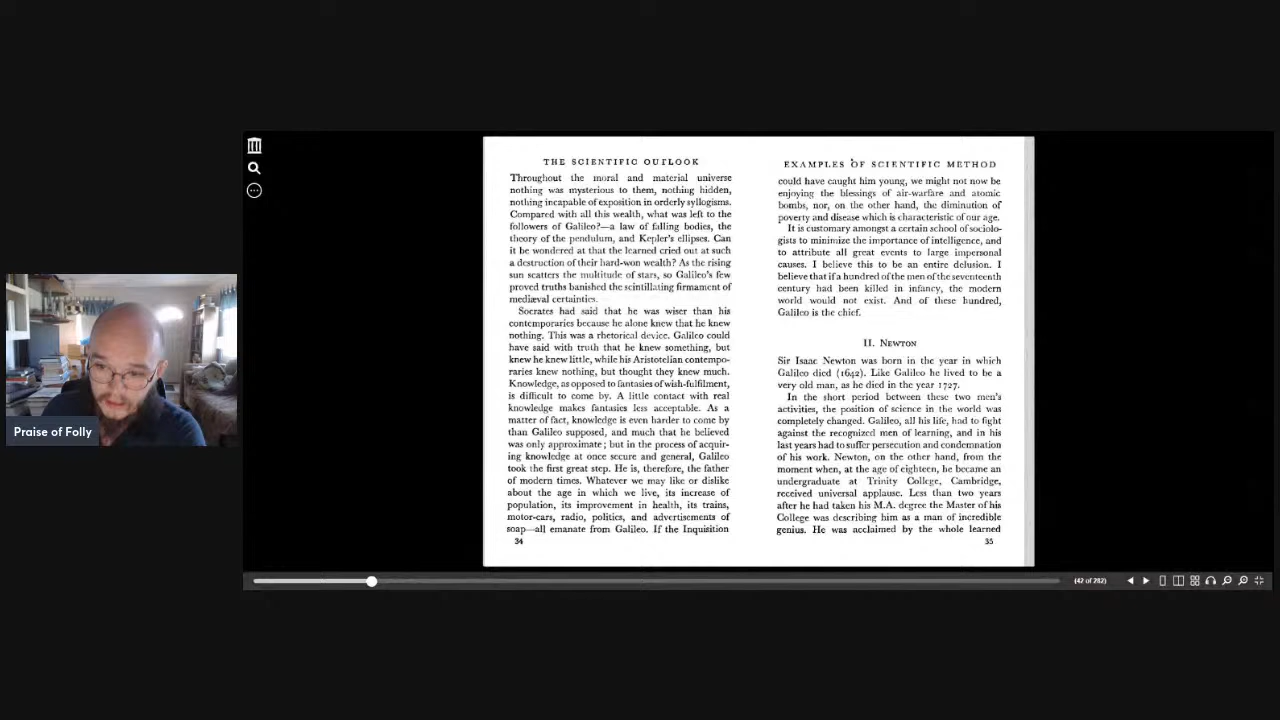 THE SCIENTIFIC OUTLOOK
Throughout the moral and material universe
nothing was mysterious to them, nothing hidden,
nothing incapable of exposition in orderly syllogisms.
Compared with all this wealth, what was left to the
followers of Galileo?—a law of falling bodies, the
theory of the pendulum, and Kepler's ellipses. Can
it be wondered at that the learned cried out at such
a destruction of their hard-won wealth? As the rising
sun scatters the multitude of stars, so Galileo's few
proved truths banished the scintillating firmament of
mediæval certainties.
Socrates had said that he was wiser than his
contemporaries because he alone knew that he knew
nothing. This was a rhetorical device. Galileo could
have said with truth that he knew something, but
knew he knew little, while his Aristotelian contempo-
raries knew nothing, but thought they knew much.
Knowledge, as opposed to fantasies of wish-fulfilment,
is difficult to come by. A little contact with real
knowledge makes fantasies less acceptable. As a
matter of fact, knowledge is even harder to come by
than Galileo supposed, and much that he believed
was only approximate; but in the process of acquir-
ing knowledge at once secure and general, Galileo
took the first great step. He is, therefore, the father
of modern times. Whatever we may like or dislike
about the age in which we live, its increase of
population, its improvement in health, its trains,
motor-cars, radio, politics, and advertisements of
soap—all emanate from Galileo. If the Inquisition
34
EXAMPLES OF SCIENTIFIC METHOD
could have caught him young, we might not now be
enjoying the blessings of air-warfare and atomic
bombs, nor, on the other hand, the diminution of
poverty and disease which is characteristic of our age.
It is customary amongst a certain school of sociolo-
gists to minimize the importance of intelligence, and
to attribute all great events to large impersonal
causes. I believe this to be an entire delusion. I
believe that if a hundred of the men of the seventeenth
century had been killed in infancy, the modern
world would not exist. And of these hundred,
Galileo is the chief.
II. NEWTON
Sir Isaac Newton was born in the year in which
Galileo died (1642). Like Galileo he lived to be a
very old man, as he died in the year 1727.
In the short period between these two men's
activities, the position of science in the world was
completely changed. Galileo, all his life, had to fight
against the recognized men of learning, and in his
last years had to suffer persecution and condemnation
of his work. Newton, on the other hand, from the
moment when, at the age of eighteen, he became an
undergraduate at Trinity College, Cambridge,
received universal applause. Less than two years
after he had taken his M.A. degree the Master of his
College was describing him as a man of incredible
genius. He was acclaimed by the whole learned
35
Praise of Folly
(42 of 282)